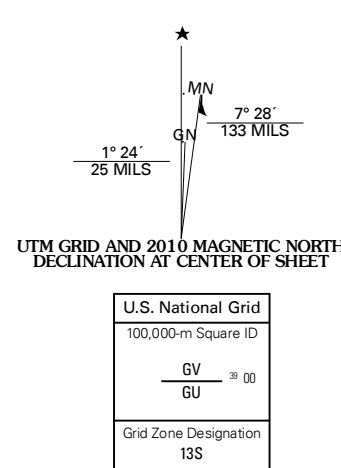 ★
MN
7° 28´
133 MILS
GN
1° 24´
25 MILS
UTM GRID AND 2010 MAGNETIC NORTH
DECLINATION AT CENTER OF SHEET
U.S. National Grid
100,000-m Square ID
GV
39 00
GU
Grid Zone Designation
13S